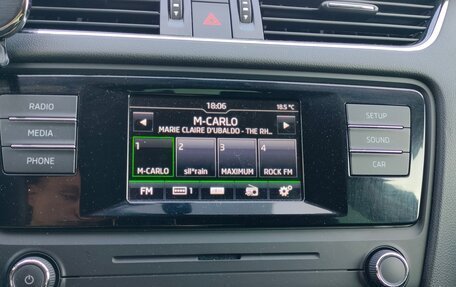 18:06
18.5 °C
M-CARLO
MARIE CLAIRE D'UBALDO - THE RH...
1 2 3 4
M-CARLO sil*rain MAXIMUM ROCK FM
FM 1
RADIO
MEDIA
PHONE
SETUP
SOUND
CAR